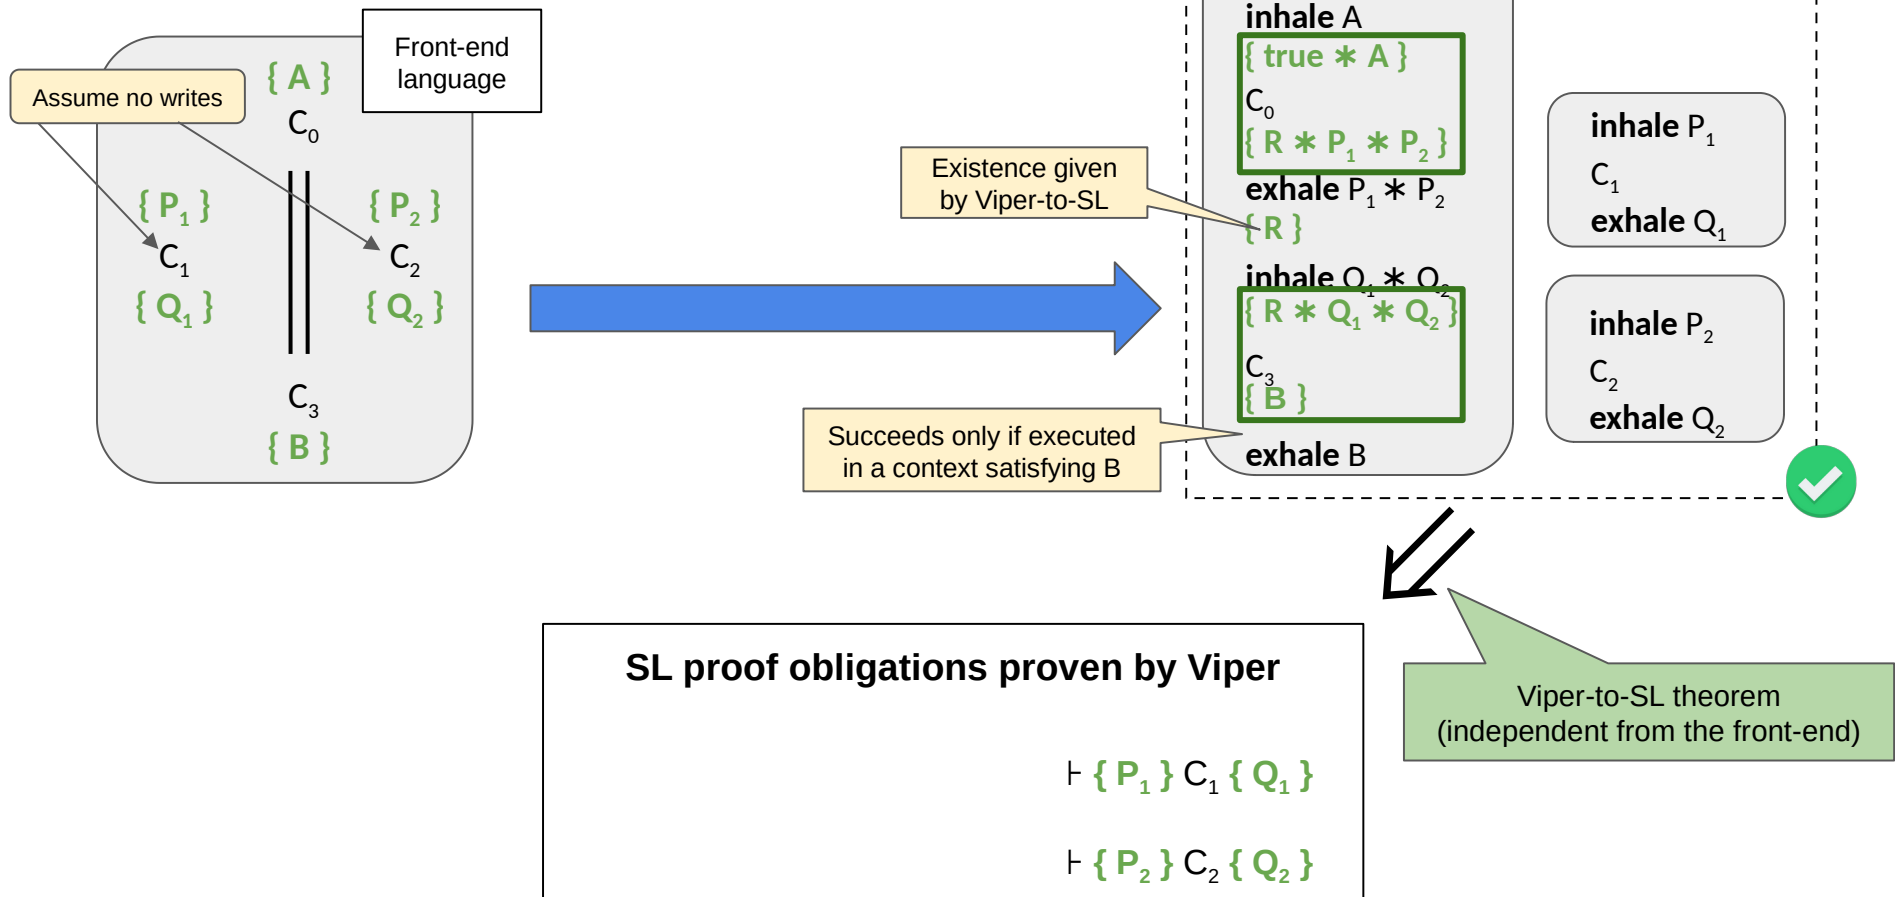 Front-end
language
Assume no writes
{ A }
C0
{ P1 }
{ P2 }
C1
C2
{ Q1 }
{ Q2 }
C3
{ B }
inhale A
{ true ∗ A }
C0
{ R ∗ P1 ∗ P2 }
exhale P1 ∗ P2
{ R }
inhale Q1 ∗ Q2
{ R ∗ Q1 ∗ Q2 }
C3
{ B }
exhale B
Existence given
by Viper-to-SL
Succeeds only if executed
in a context satisfying B
inhale P1
C1
exhale Q1
inhale P2
C2
exhale Q2
Viper-to-SL theorem
(independent from the front-end)
SL proof obligations proven by Viper
⊦ { P1 } C1 { Q1 }
⊦ { P2 } C2 { Q2 }